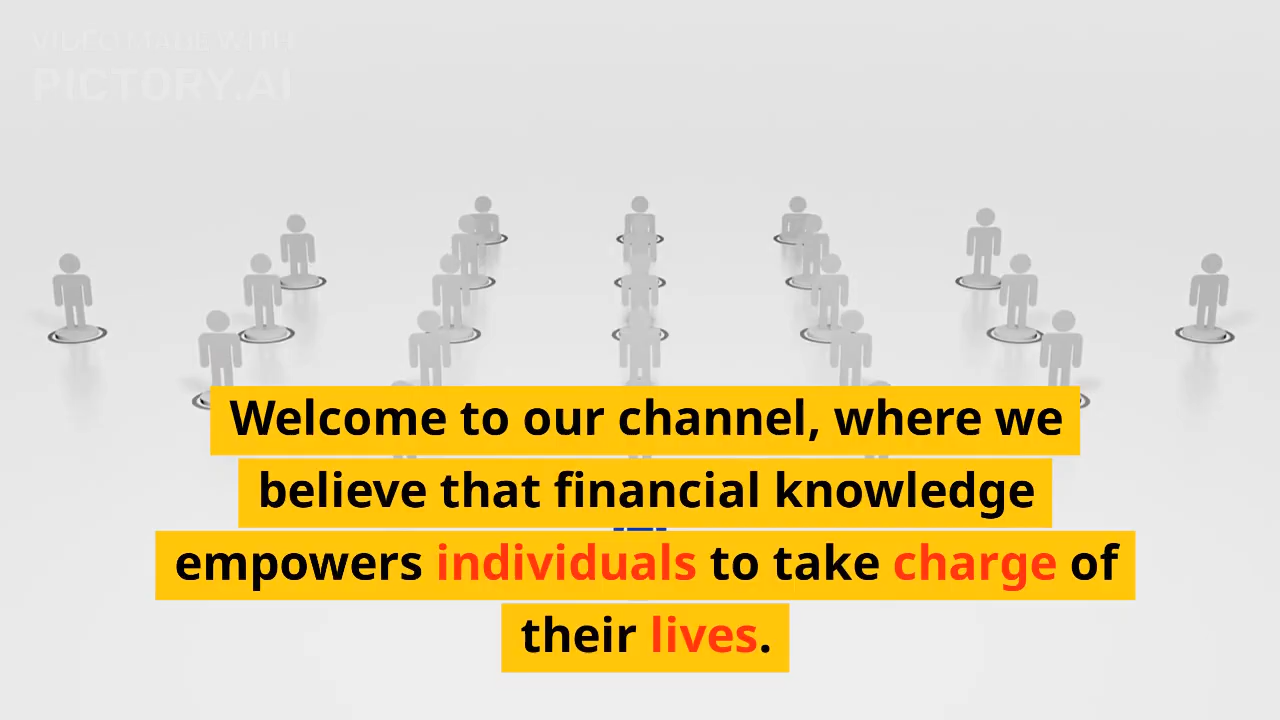 VIDEO MADE WITH
PICTORY.AI
Welcome to our channel, where we
believe that financial knowledge
empowers individuals to take charge of
their lives.